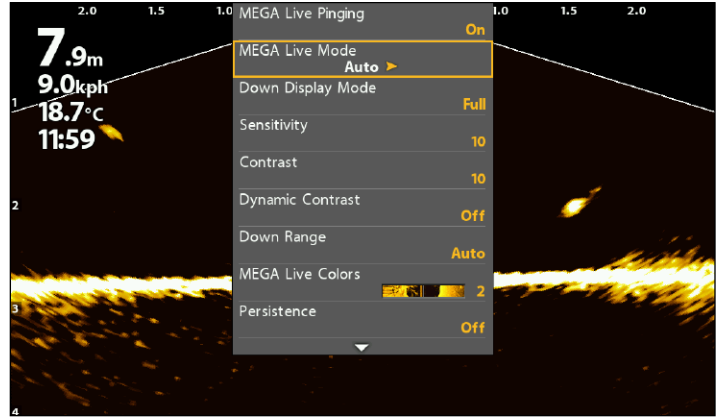 2.0 1.5 1.0 1.0 1.5 2.0
7.9m
9.0kph
18.7°C
11:59
1
2
3
4
MEGA Live Pinging
On
MEGA Live Mode
Auto
Down Display Mode
Full
Sensitivity
10
Contrast
10
Dynamic Contrast
Off
Down Range
Auto
MEGA Live Colors
2
Persistence
Off